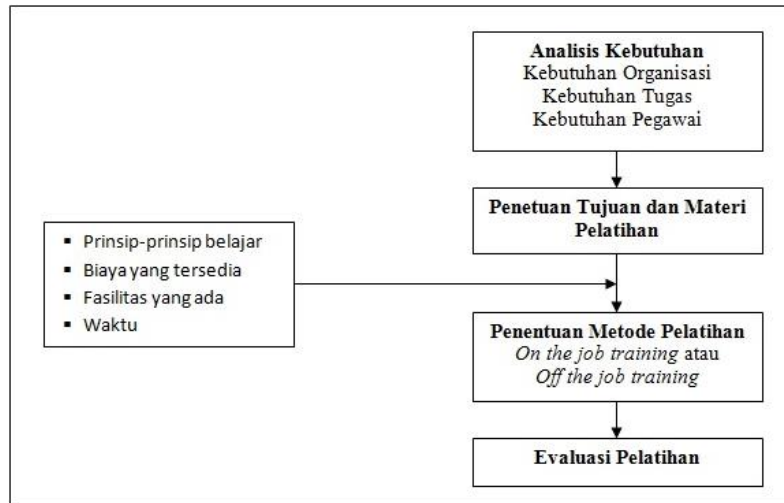 Analisis Kebutuhan
Kebutuhan Organisasi
Kebutuhan Tugas
Kebutuhan Pegawai
Penetuan Tujuan dan Materi
Pelatihan
▪ Prinsip-prinsip belajar
▪ Biaya yang tersedia
▪ Fasilitas yang ada
▪ Waktu
Penentuan Metode Pelatihan
On the job training atau
Off the job training
Evaluasi Pelatihan